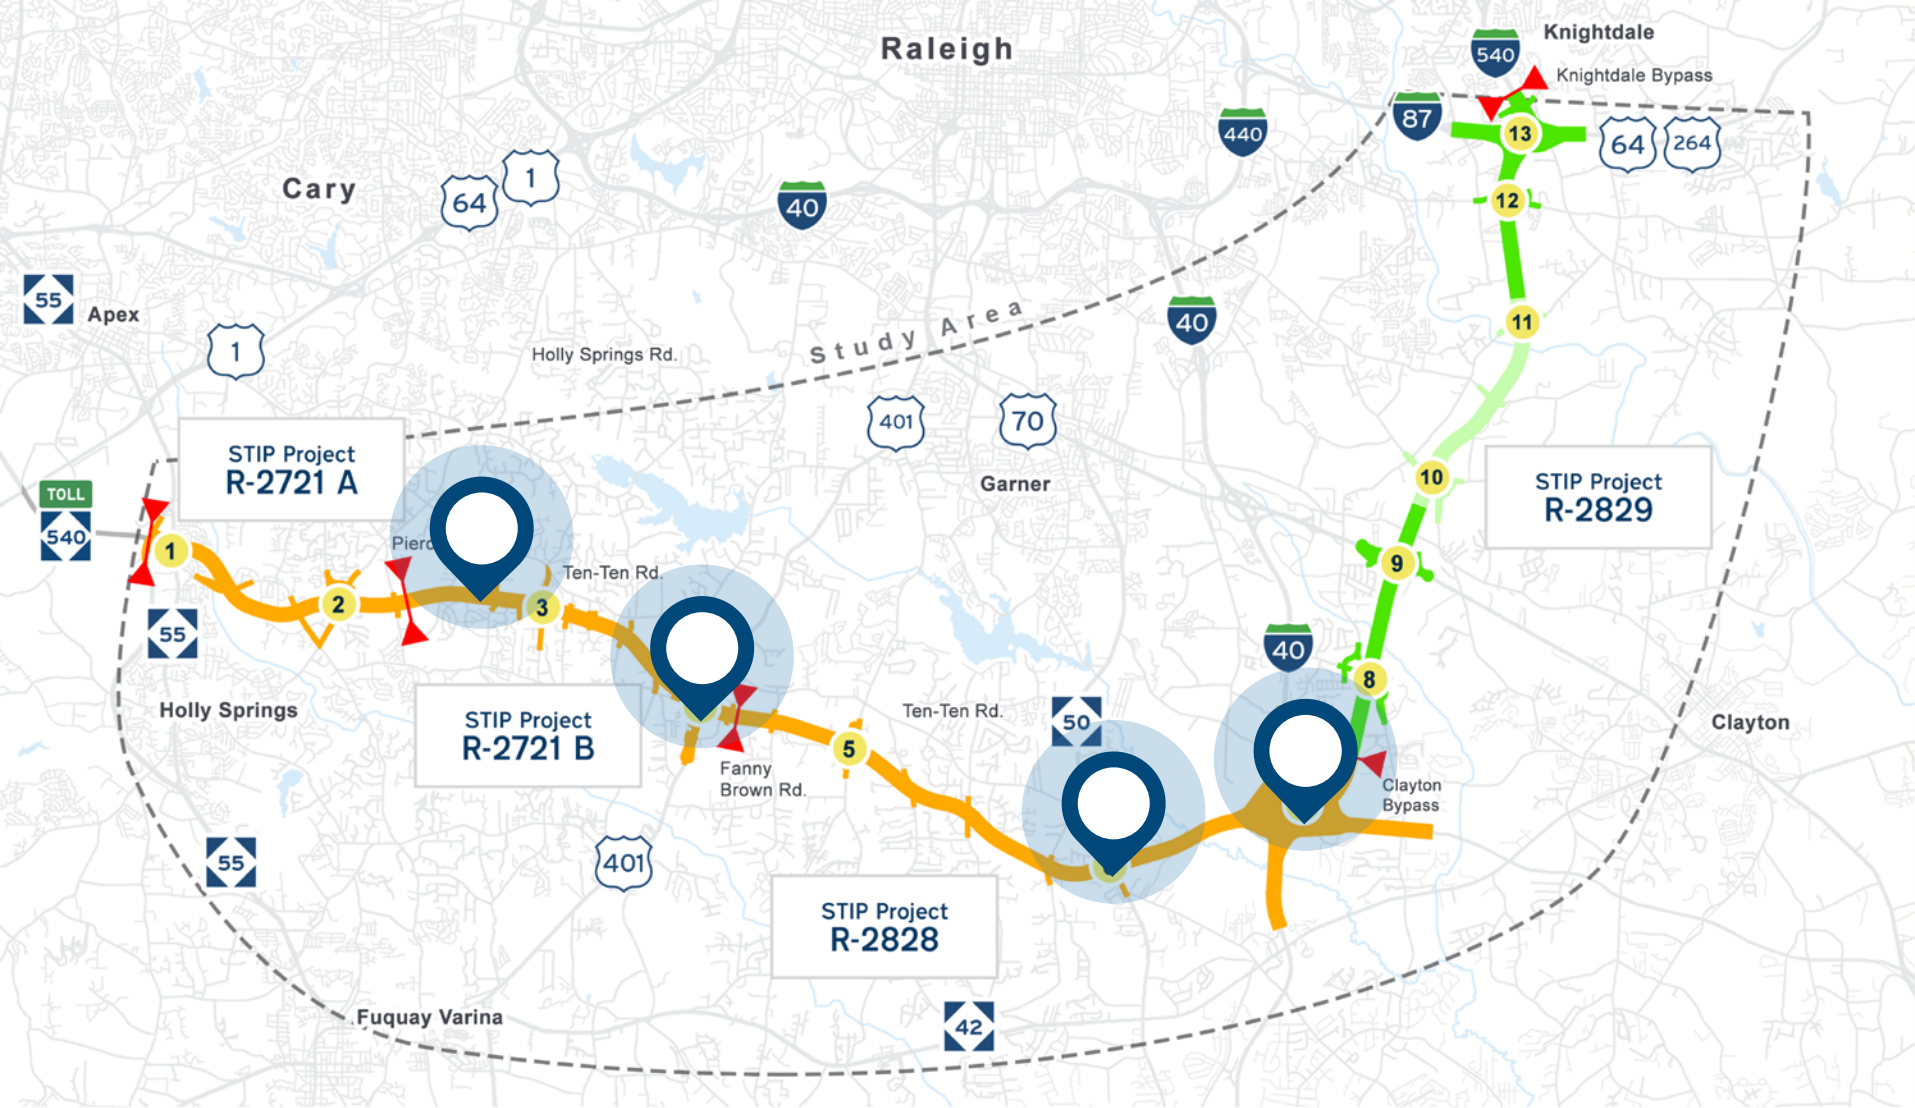 Raleigh
540
Knightdale
Knightdale Bypass
87
440
13
64
264
Cary
64
1
40
12
55
Apex
1
Study Area
40
11
Holly Springs Rd.
401
70
STIP Project
R-2721 A
Garner
10
STIP Project
R-2829
TOLL
540
1
Pierc
Ten-Ten Rd.
9
2
3
55
40
8
Holly Springs
STIP Project
R-2721 B
Ten-Ten Rd.
50
Clayton
5
Fanny
Brown Rd.
Clayton
Bypass
55
401
STIP Project
R-2828
Fuquay Varina
42